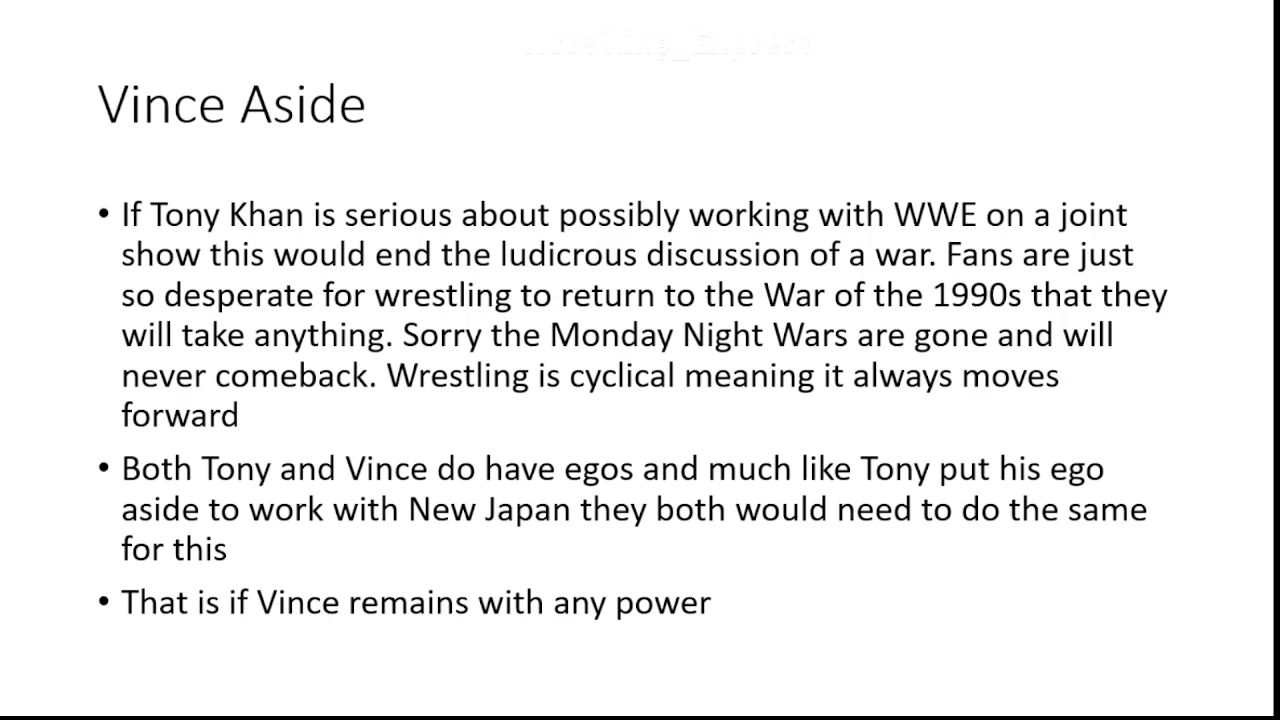 Wrestling_Express
Vince Aside
• If Tony Khan is serious about possibly working with WWE on a joint
show this would end the ludicrous discussion of a war. Fans are just
so desperate for wrestling to return to the War of the 1990s that they
will take anything. Sorry the Monday Night Wars are gone and will
never comeback. Wrestling is cyclical meaning it always moves
forward
• Both Tony and Vince do have egos and much like Tony put his ego
aside to work with New Japan they both would need to do the same
for this
• That is if Vince remains with any power